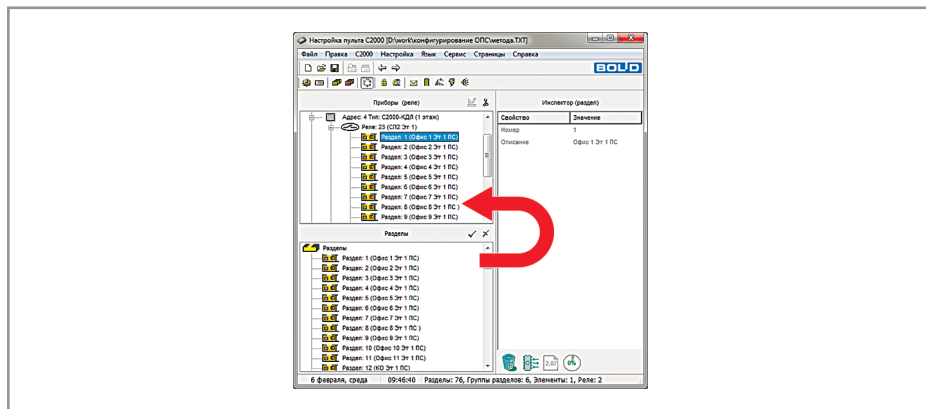 Настройка пульта С2000 [D:\work\конфигурирование ОПС\метода.TXT]
Файл Правка С2000 Настройка Язык Сервис Страницы Справка
BOLID
Приборы (реле)
Инспектор (раздел)
Адрес: 4 Тип: С2000-КДЛ (1 этаж)
Реле: 23 (СП2 Эт 1)
Раздел: 1 (Офис 1 Эт 1 ПС)
Раздел: 2 (Офис 2 Эт 1 ПС)
Раздел: 3 (Офис 3 Эт 1 ПС)
Раздел: 4 (Офис 4 Эт 1 ПС)
Раздел: 5 (Офис 5 Эт 1 ПС)
Раздел: 6 (Офис 6 Эт 1 ПС)
Раздел: 7 (Офис 7 Эт 1 ПС)
Раздел: 8 (Офис 8 Эт 1 ПС )
Раздел: 9 (Офис 9 Эт 1 ПС)
Свойство Значение
Номер 1
Описание Офис 1 Эт 1 ПС
Разделы
Разделы
Раздел: 1 (Офис 1 Эт 1 ПС)
Раздел: 2 (Офис 2 Эт 1 ПС)
Раздел: 3 (Офис 3 Эт 1 ПС)
Раздел: 4 (Офис 4 Эт 1 ПС)
Раздел: 5 (Офис 5 Эт 1 ПС)
Раздел: 6 (Офис 6 Эт 1 ПС)
Раздел: 7 (Офис 7 Эт 1 ПС)
Раздел: 8 (Офис 8 Эт 1 ПС )
Раздел: 9 (Офис 9 Эт 1 ПС)
Раздел: 10 (Офис 10 Эт 1 ПС)
Раздел: 11 (Офис 11 Эт 1 ПС)
Раздел: 12 (КО Эт 1 ПС)
2.07
0%
6 февраля, среда 09:46:40 Разделы: 76, Группы разделов: 6, Элементы: 1, Реле: 2